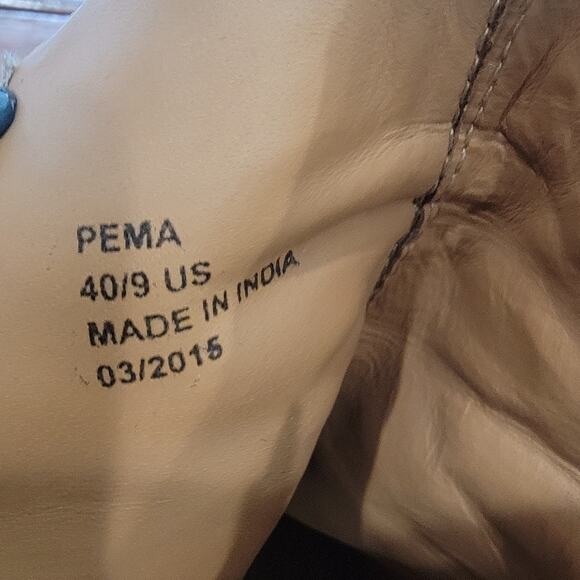 PEMA
40/9 US
MADE IN INDIA
03/2015